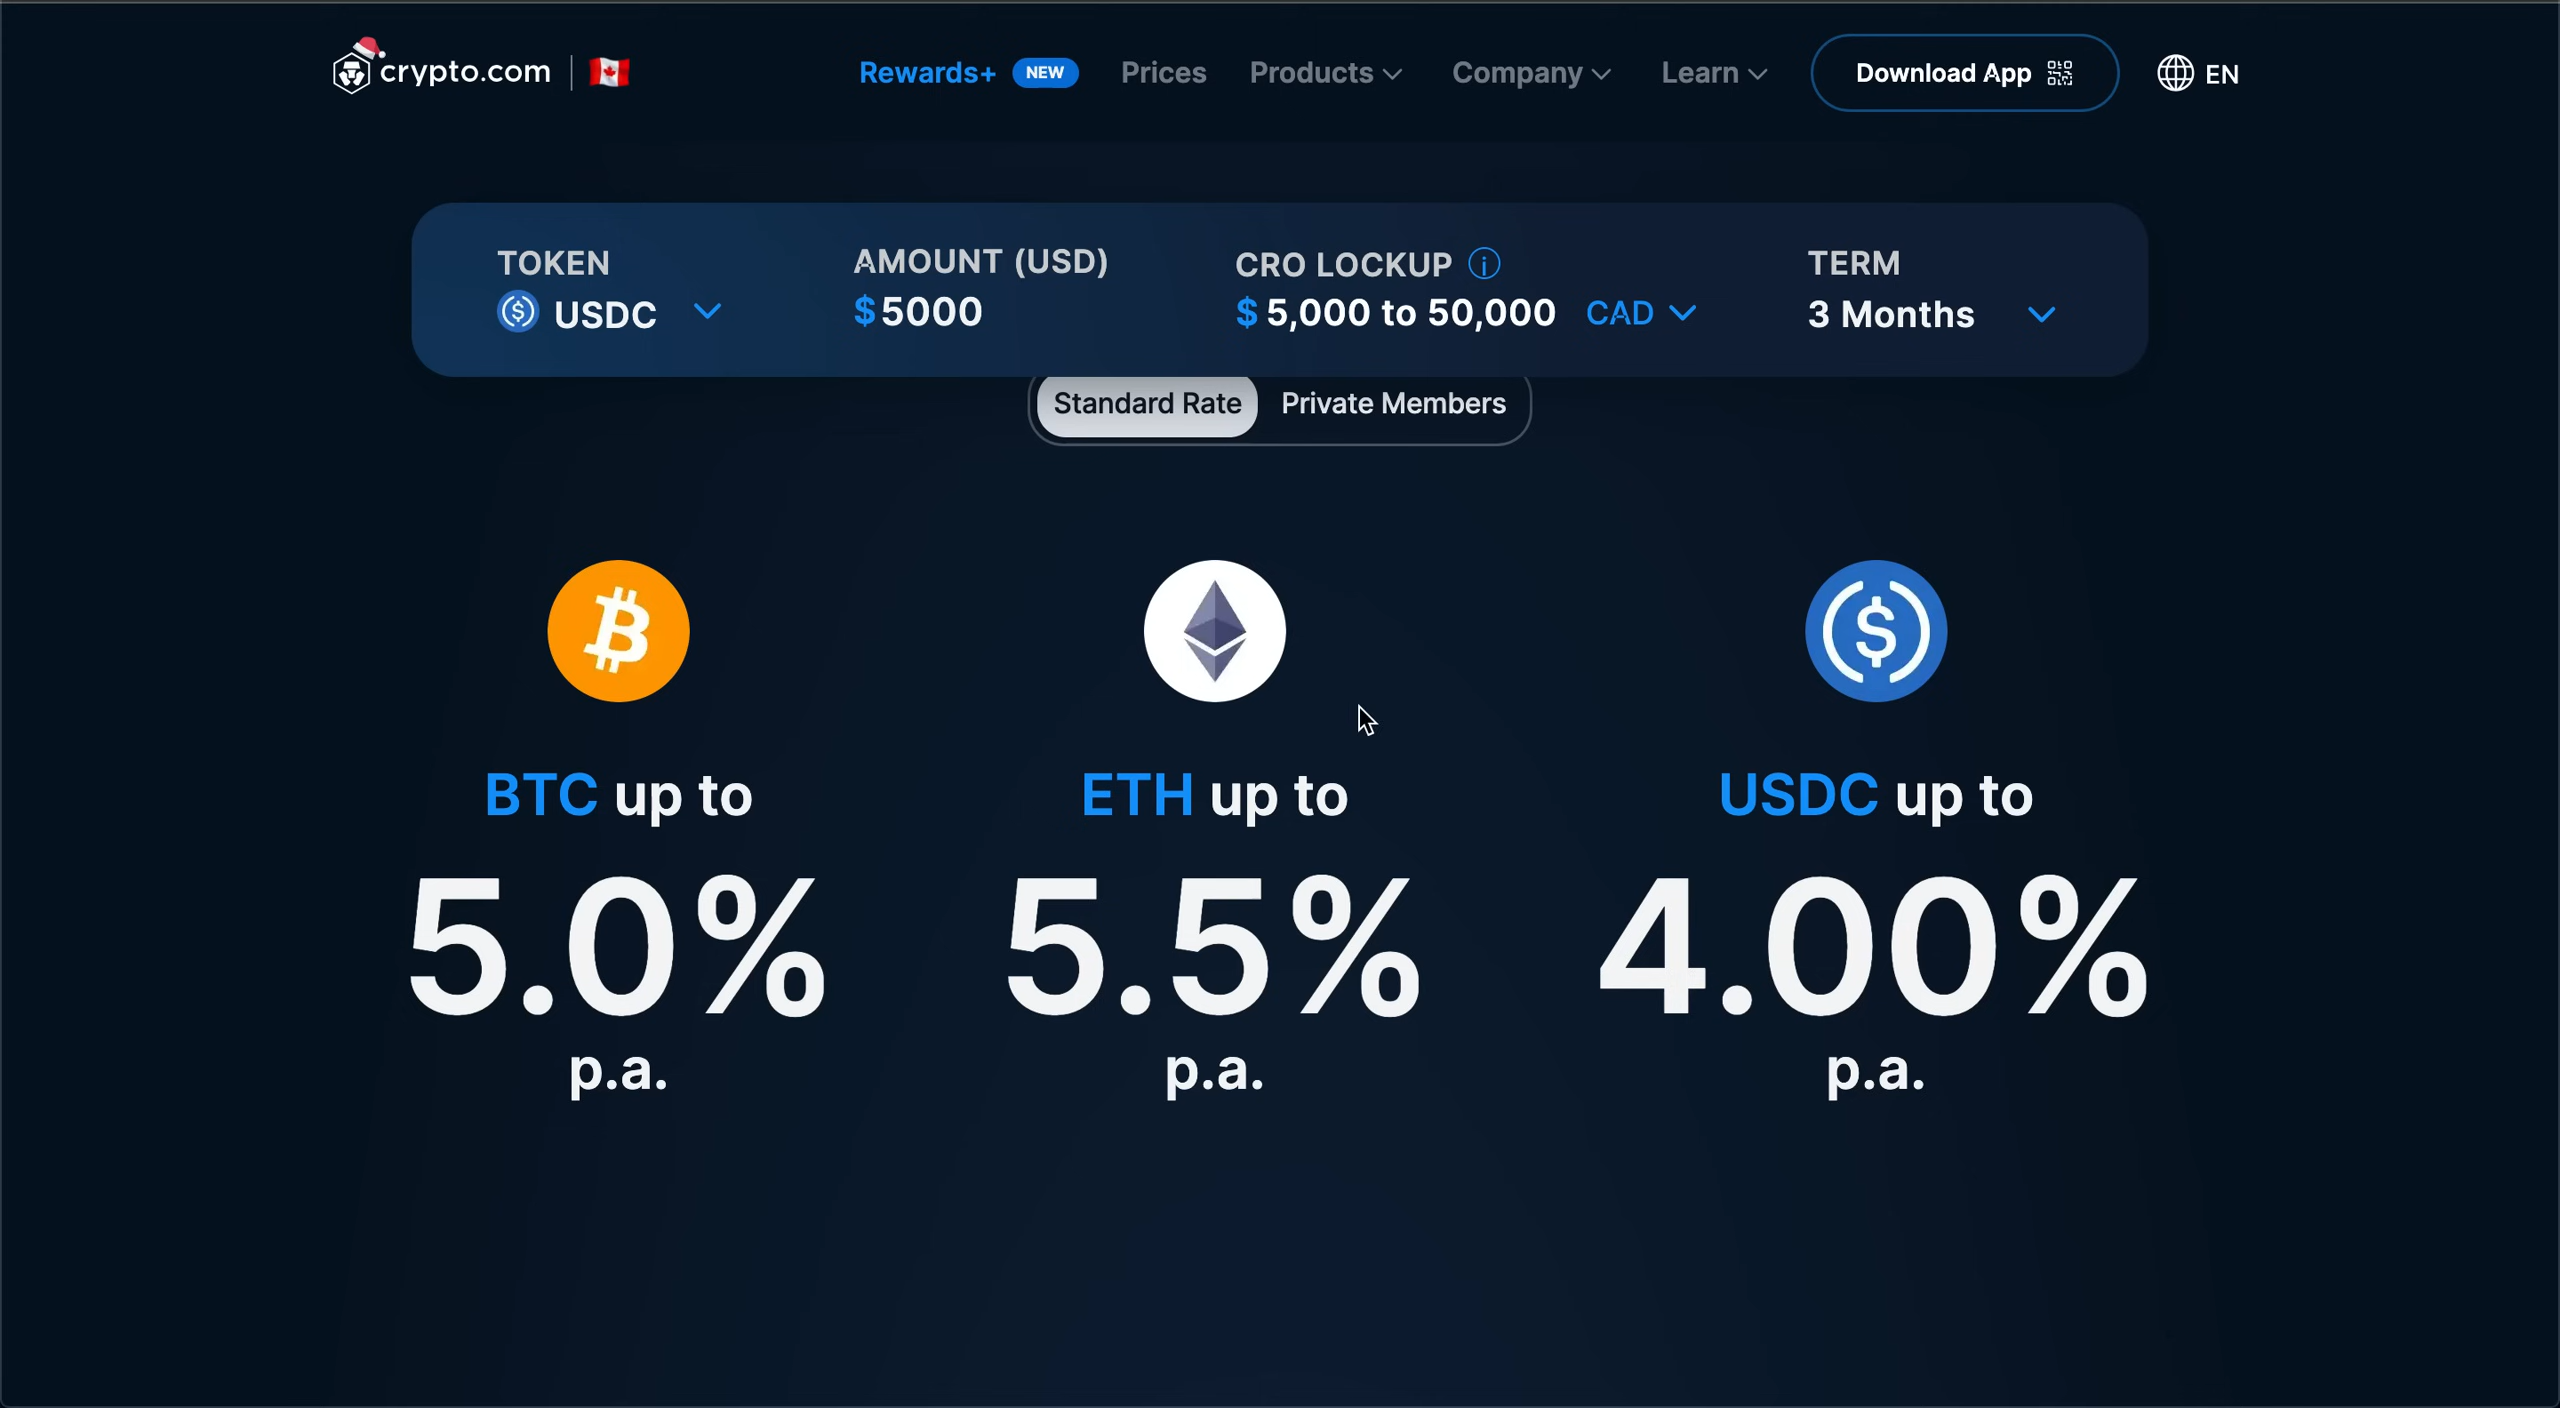 crypto.com
Rewards+ NEW Prices Products Company Learn Download App EN
TOKEN AMOUNT (USD) CRO LOCKUP TERM
USDC $5000 $5,000 to 50,000 CAD 3 Months
Standard Rate Private Members
BTC up to
5.0%
p.a.
ETH up to
5.5%
p.a.
USDC up to
4.00%
p.a.